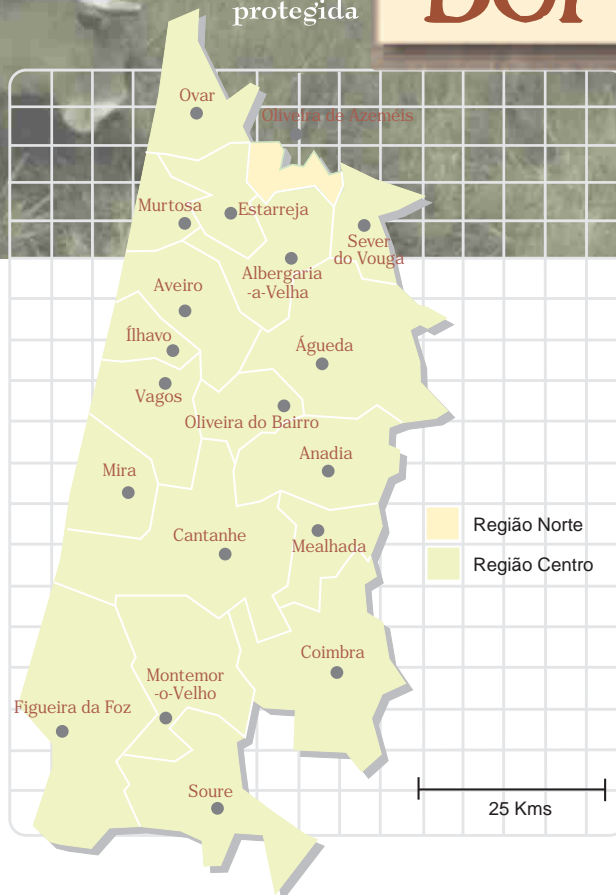 protegida
DOP
Ovar
Oliveira de Azeméis
Murtosa
Estarreja
Sever
do Vouga
Albergaria
-a-Velha
Aveiro
Ílhavo
Águeda
Vagos
Oliveira do Bairro
Anadia
Mira
Cantanhe
Mealhada
Região Norte
Região Centro
Coimbra
Montemor
-o-Velho
Figueira da Foz
Soure
25 Kms